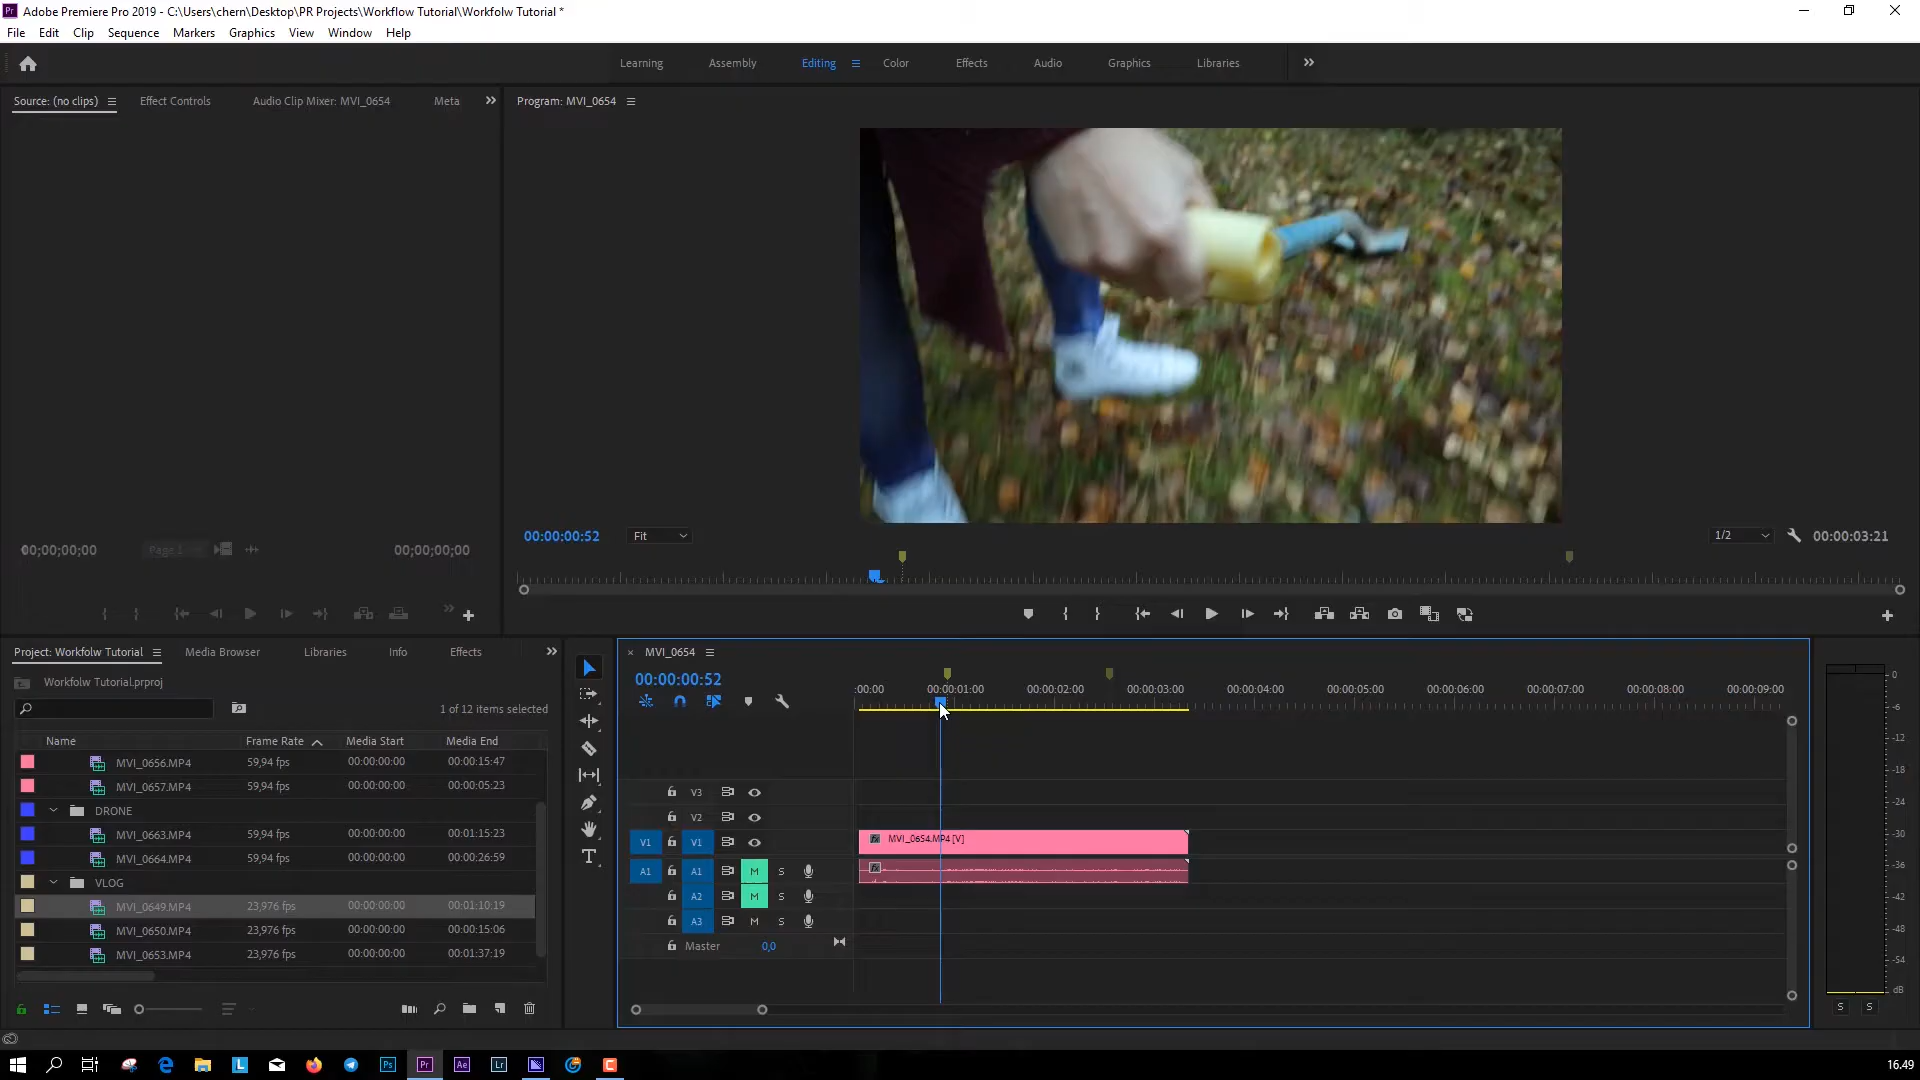 Pr Adobe Premiere Pro 2019 - C:\Users\chern\Desktop\PR Projects\Workflow Tutorial\Workfolw Tutorial *
File Edit Clip Sequence Markers Graphics View Window Help
Learning Assembly Editing Color Effects Audio Graphics Libraries
Source: (no clips) Effect Controls Audio Clip Mixer: MVI_0654 Meta
Program: MVI_0654
00:00:00:52 Fit 1/2 00:00:03:21
00;00;00;00 Page 1 00;00;00;00
Project: Workfolw Tutorial Media Browser Libraries Info Effects
Workfolw Tutorial.prproj
1 of 12 items selected
Name Frame Rate Media Start Media End
MVI_0656.MP4 59,94 fps 00:00:00:00 00:00:15:47
MVI_0657.MP4 59,94 fps 00:00:00:00 00:00:05:23
DRONE
MVI_0663.MP4 59,94 fps 00:00:00:00 00:01:15:23
MVI_0664.MP4 59,94 fps 00:00:00:00 00:00:26:59
VLOG
MVI_0649.MP4 23,976 fps 00:00:00:00 00:01:10:19
MVI_0650.MP4 23,976 fps 00:00:00:00 00:00:15:06
MVI_0653.MP4 23,976 fps 00:00:00:00 00:01:37:19
T
× MVI_0654
00:00:00:52
:00:00 00:00:01:00 00:00:02:00 00:00:03:00 00:00:04:00 00:00:05:00 00:00:06:00 00:00:07:00 00:00:08:00 00:00:09:00
V3
V2
V1 V1 fx MVI_0654.MP4 [V]
A1 A1 M S fx
A2 M S
A3 M S
Master 0,0
0
-6
-12
-18
-24
-30
-36
-42
-48
-54
dB
S S
L Ps Pr Ae Lr C 16.49